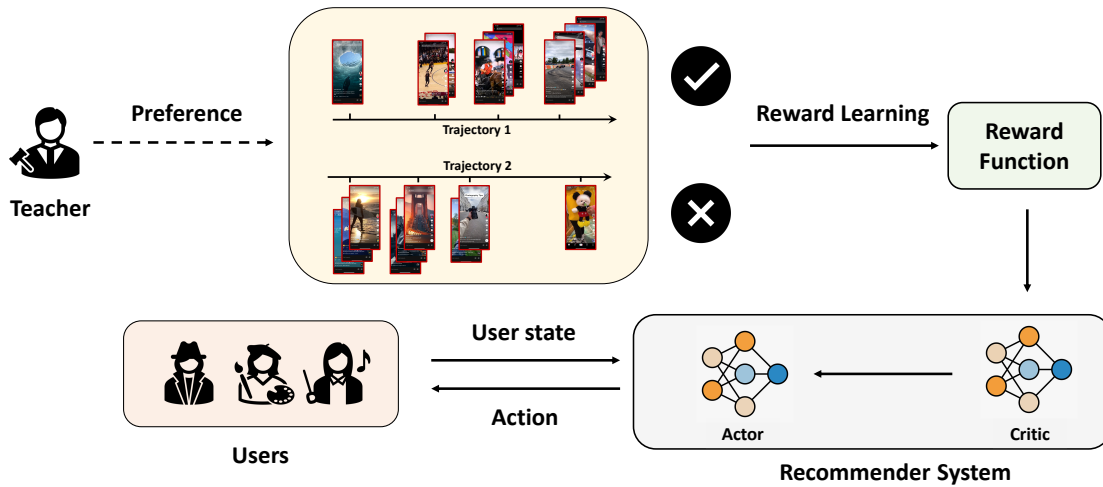 Preference
Teacher
Trajectory 1
Trajectory 2
Reward Learning
Reward
Function
User state
Action
Users
Actor
Critic
Recommender System